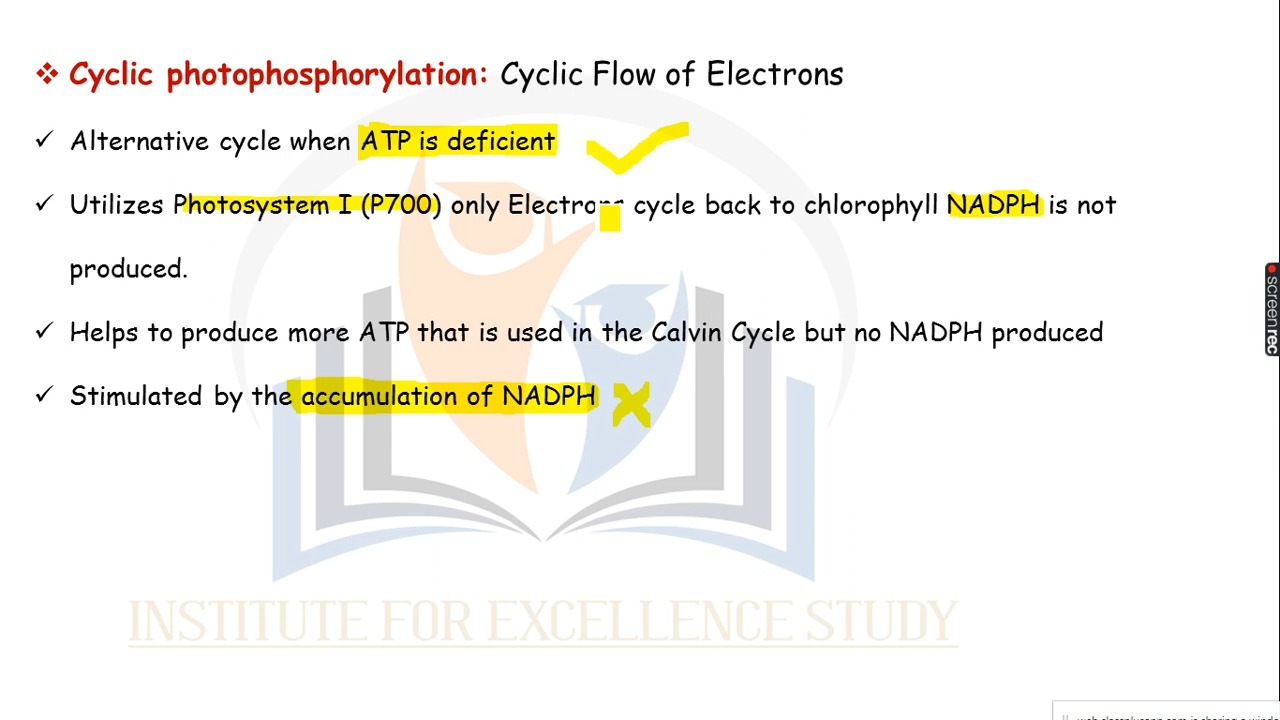 Cyclic photophosphorylation: Cyclic Flow of Electrons
Alternative cycle when ATP is deficient
Utilizes Photosystem I (P700) only Electrons cycle back to chlorophyll NADPH is not
produced.
Helps to produce more ATP that is used in the Calvin Cycle but no NADPH produced
Stimulated by the accumulation of NADPH
INSTITUTE FOR EXCELLENCE STUDY
screenrec